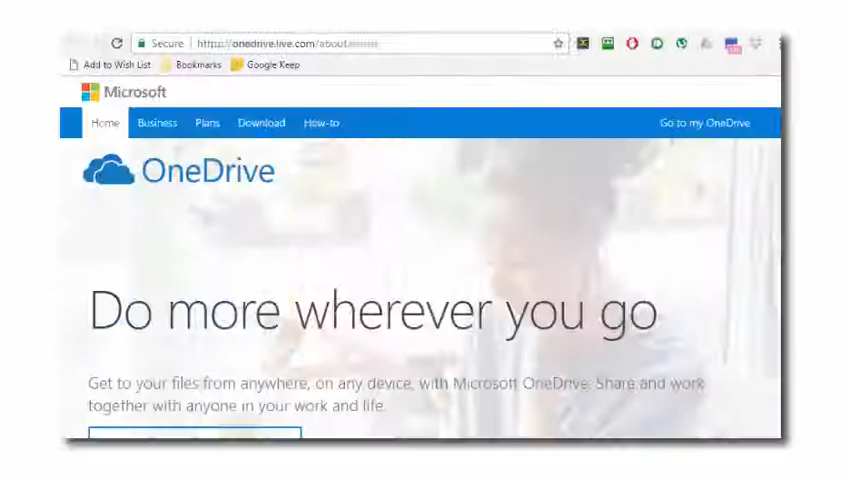 Secure https://onedrive.live.com/about
Add to Wish List Bookmarks Google Keep
Microsoft
Home Business Plans Download How-to Go to my OneDrive
OneDrive
Do more wherever you go
Get to your files from anywhere, on any device, with Microsoft OneDrive. Share and work
together with anyone in your work and life.